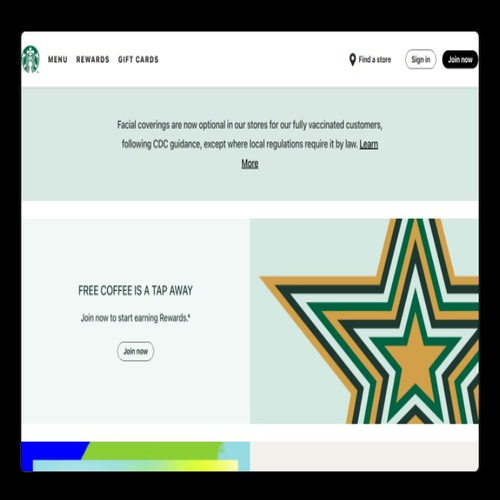 MENU REWARDS GIFT CARDS Find a store Sign in Join now
Facial coverings are now optional in our stores for our fully vaccinated customers,
following CDC guidance, except where local regulations require it by law. Learn
More
FREE COFFEE IS A TAP AWAY
Join now to start earning Rewards.*
Join now